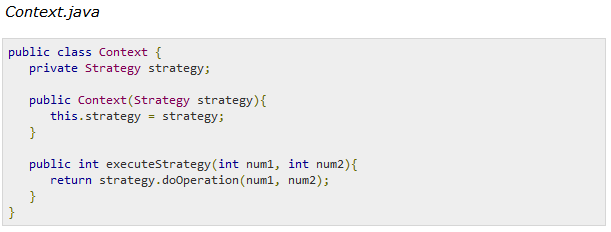 Context.java
public class Context {
   private Strategy strategy;

   public Context(Strategy strategy){
      this.strategy = strategy;
   }

   public int executeStrategy(int num1, int num2){
      return strategy.doOperation(num1, num2);
   }
}